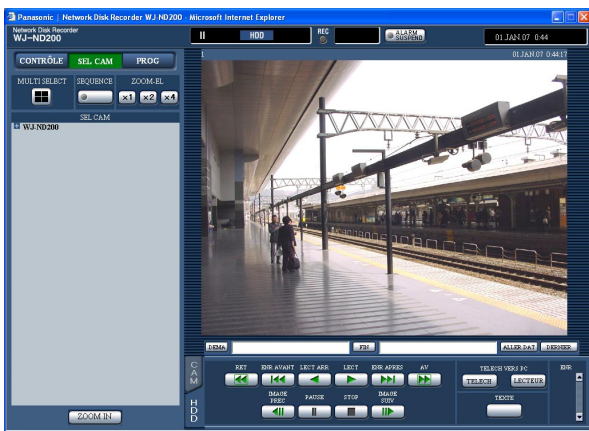 Panasonic | Network Disk Recorder WJ-ND200 - Microsoft Internet Explorer
Network Disk Recorder
WJ-ND200
HDD
REC
ALARM
SUSPEND
01.JAN.07 0:44
CONTRÔLE SEL CAM PROG
MULTI SELECT SEQUENCE ZOOM-EL
x1 x2 x4
SEL CAM
WJ-ND200
ZOOM IN
1
01.JAN.07 0:44:17
DEMA FIN ALLER DAT DERNIER
CAM
HDD
RET ENR AVANT LECT ARR LECT ENR APRES AV
IMAGE PREC PAUSE STOP IMAGE SUIV
TELECH VERS PC
TELECH LECTEUR
TEXTE
ENR